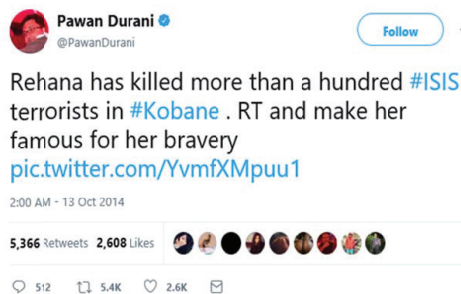 Pawan Durani
@PawanDurani
Follow
Rehana has killed more than a hundred #ISIS
terrorists in #Kobane . RT and make her
famous for her bravery
pic.twitter.com/YvmfXMpuu1
2:00 AM - 13 Oct 2014
5,366 Retweets 2,608 Likes
512 5.4K 2.6K